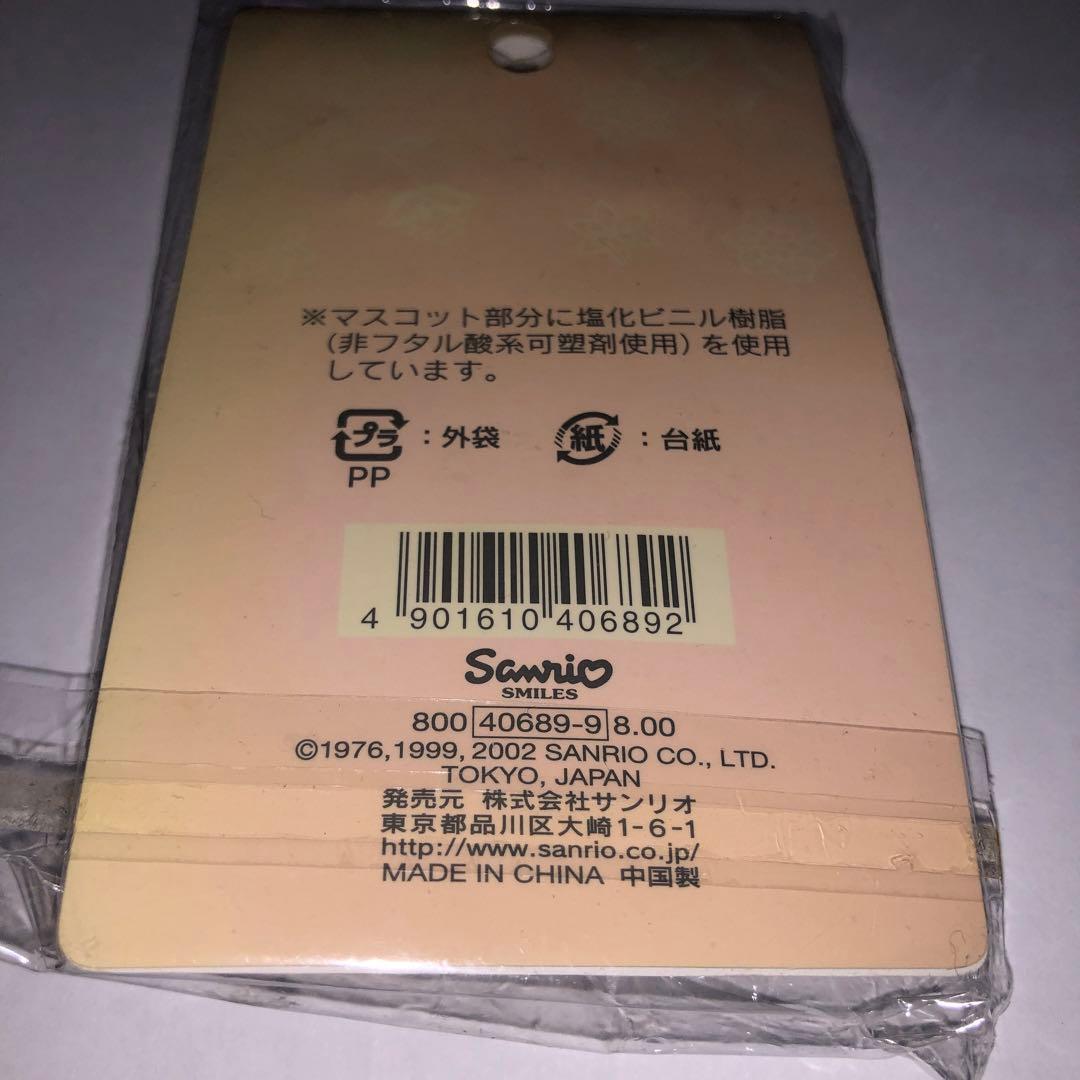 ※マスコット部分に塩化ビニル樹脂
(非フタル酸系可塑剤使用)を使用
しています。
プラ : 外袋 紙 : 台紙
PP
4 901610 406892
Sanrio
SMILES
800 40689-9 8.00
©1976,1999, 2002 SANRIO CO., LTD.
TOKYO, JAPAN
発売元 株式会社サンリオ
東京都品川区大崎1-6-1
http://www.sanrio.co.jp/
MADE IN CHINA 中国製